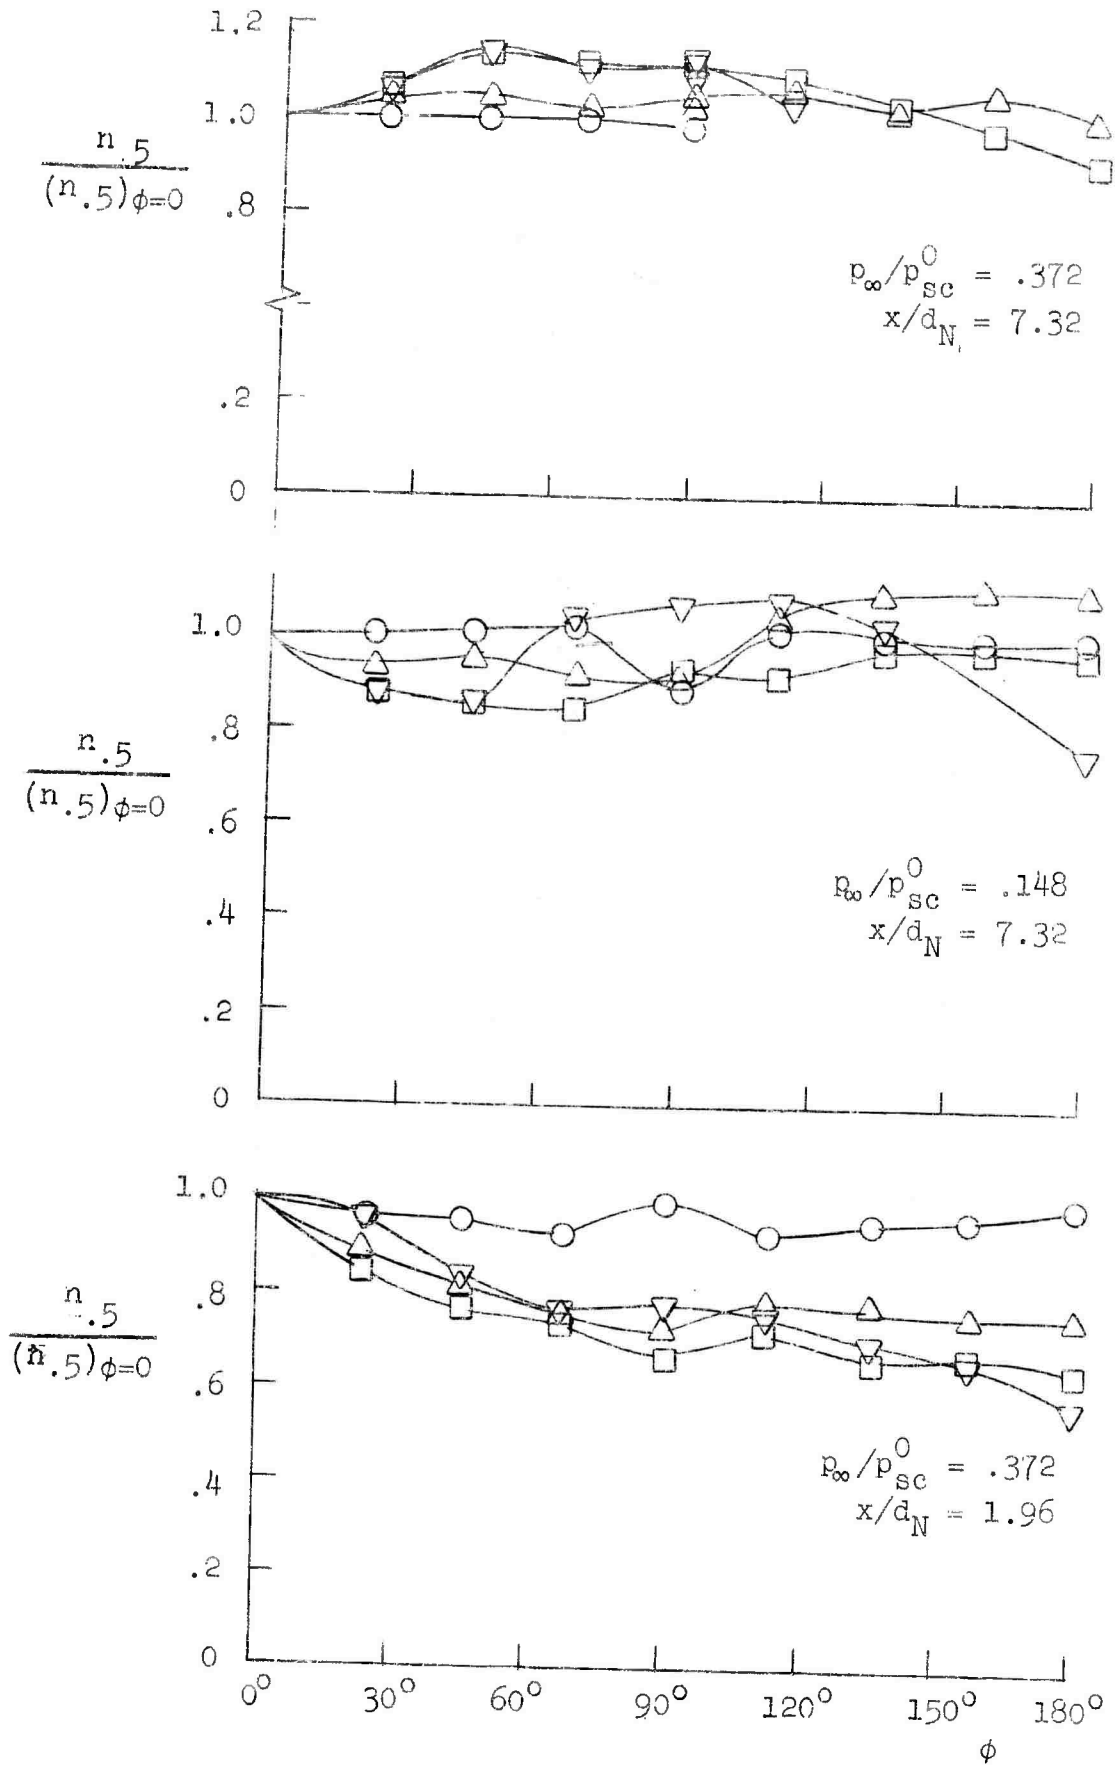 1.2
1.0
n.5
(n.5)φ=0
.8
p∞/p⁰sc = .372
x/dN = 7.32
.2
0
1.0
.8
n.5
(n.5)φ=0
.6
p∞/p⁰sc = .148
.4
x/dN = 7.32
.2
0
1.0
.8
n.5
(n.5)φ=0
.6
p∞/p⁰sc = .372
.4
x/dN = 1.96
.2
0
0° 30° 60° 90° 120° 150° 180°
φ